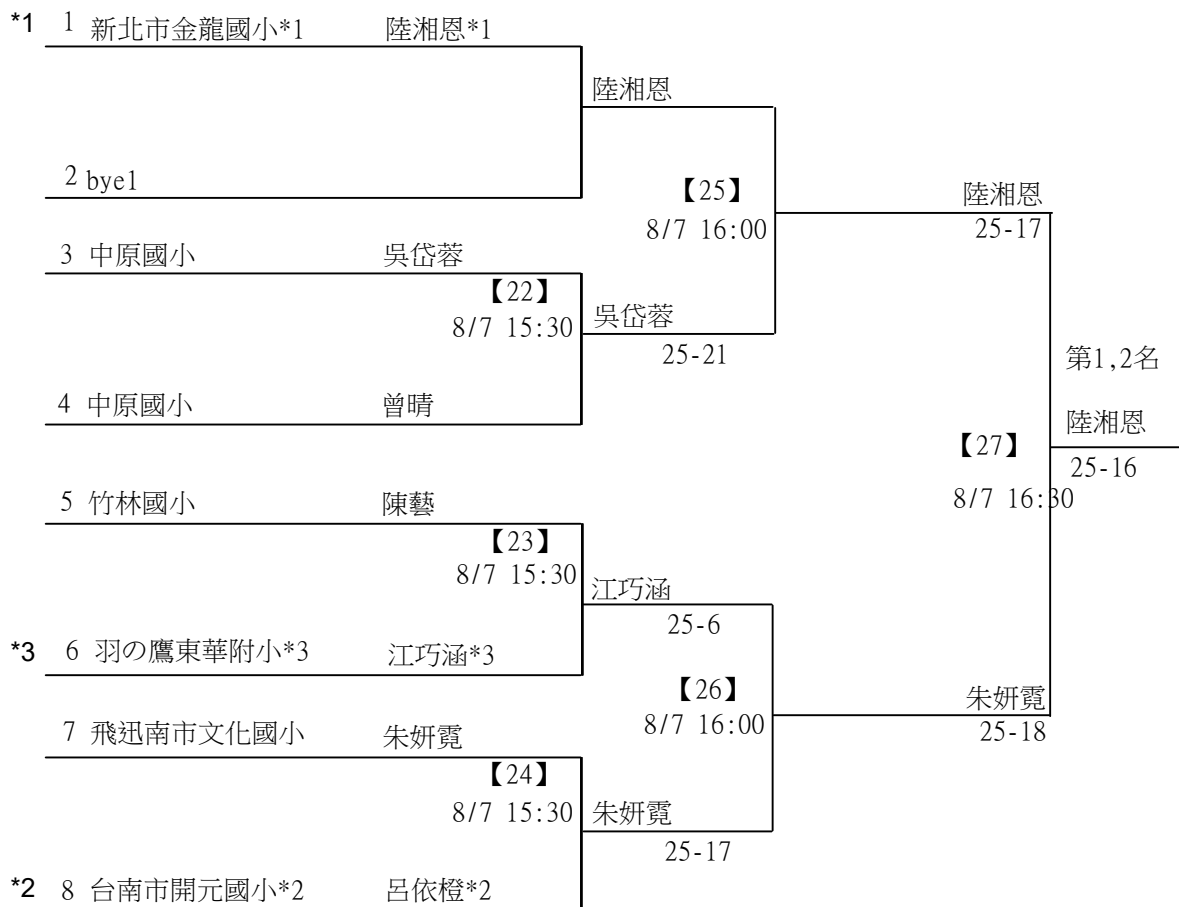 *1 1 新北市金龍國小*1 陸湘恩*1
陸湘恩
2 bye1
【25】
8/7 16:00
陸湘恩
25-17
3 中原國小 吳岱蓉
【22】
8/7 15:30
吳岱蓉
25-21
第1,2名
4 中原國小 曾晴
陸湘恩
【27】
25-16
8/7 16:30
5 竹林國小 陳藝
【23】
8/7 15:30
江巧涵
25-6
*3 6 羽の鷹東華附小*3 江巧涵*3
【26】
8/7 16:00
朱妍霓
25-18
7 飛迅南市文化國小 朱妍霓
【24】
8/7 15:30
朱妍霓
25-17
*2 8 台南市開元國小*2 呂依橙*2